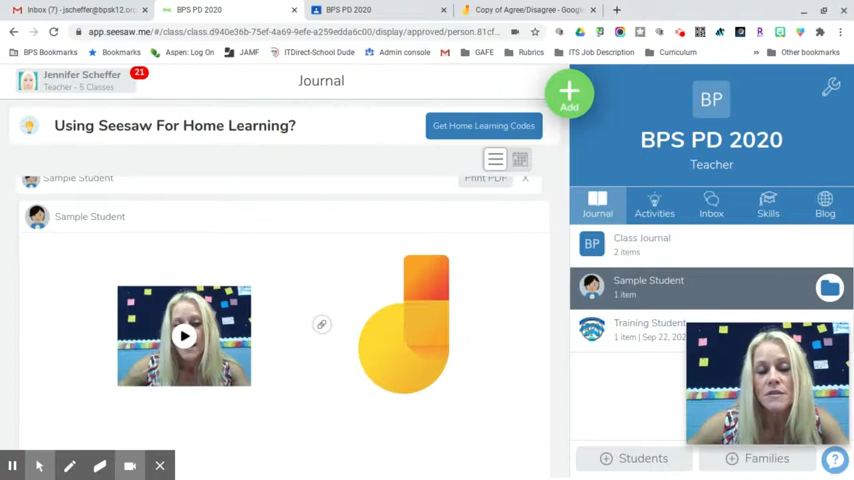 Inbox (7) - jscheffer@bpsk12.or
BPS PD 2020
BPS PD 2020
Copy of Agree/Disagree - Google
app.seesaw.me/#/class/class.d940e36b-75ef-4a69-9efe-a259edda6c00/display/approved/person.81cf...
BPS Bookmarks
Bookmarks
Aspen: Log On
JAMF
ITDirect-School Dude
Admin console
GAFE
Rubrics
ITS Job Description
Curriculum
»
Other bookmarks
Jennifer Scheffer
Teacher - 5 Classes
21
Journal
Add
Using Seesaw For Home Learning?
Get Home Learning Codes
Sample Student
Print PDF
X
Sample Student
BP
BPS PD 2020
Teacher
Journal
Activities
Inbox
Skills
Blog
BP
Class Journal
2 items
Sample Student
1 item
Training Student
1 item | Sep 22, 202
Students
Families
?